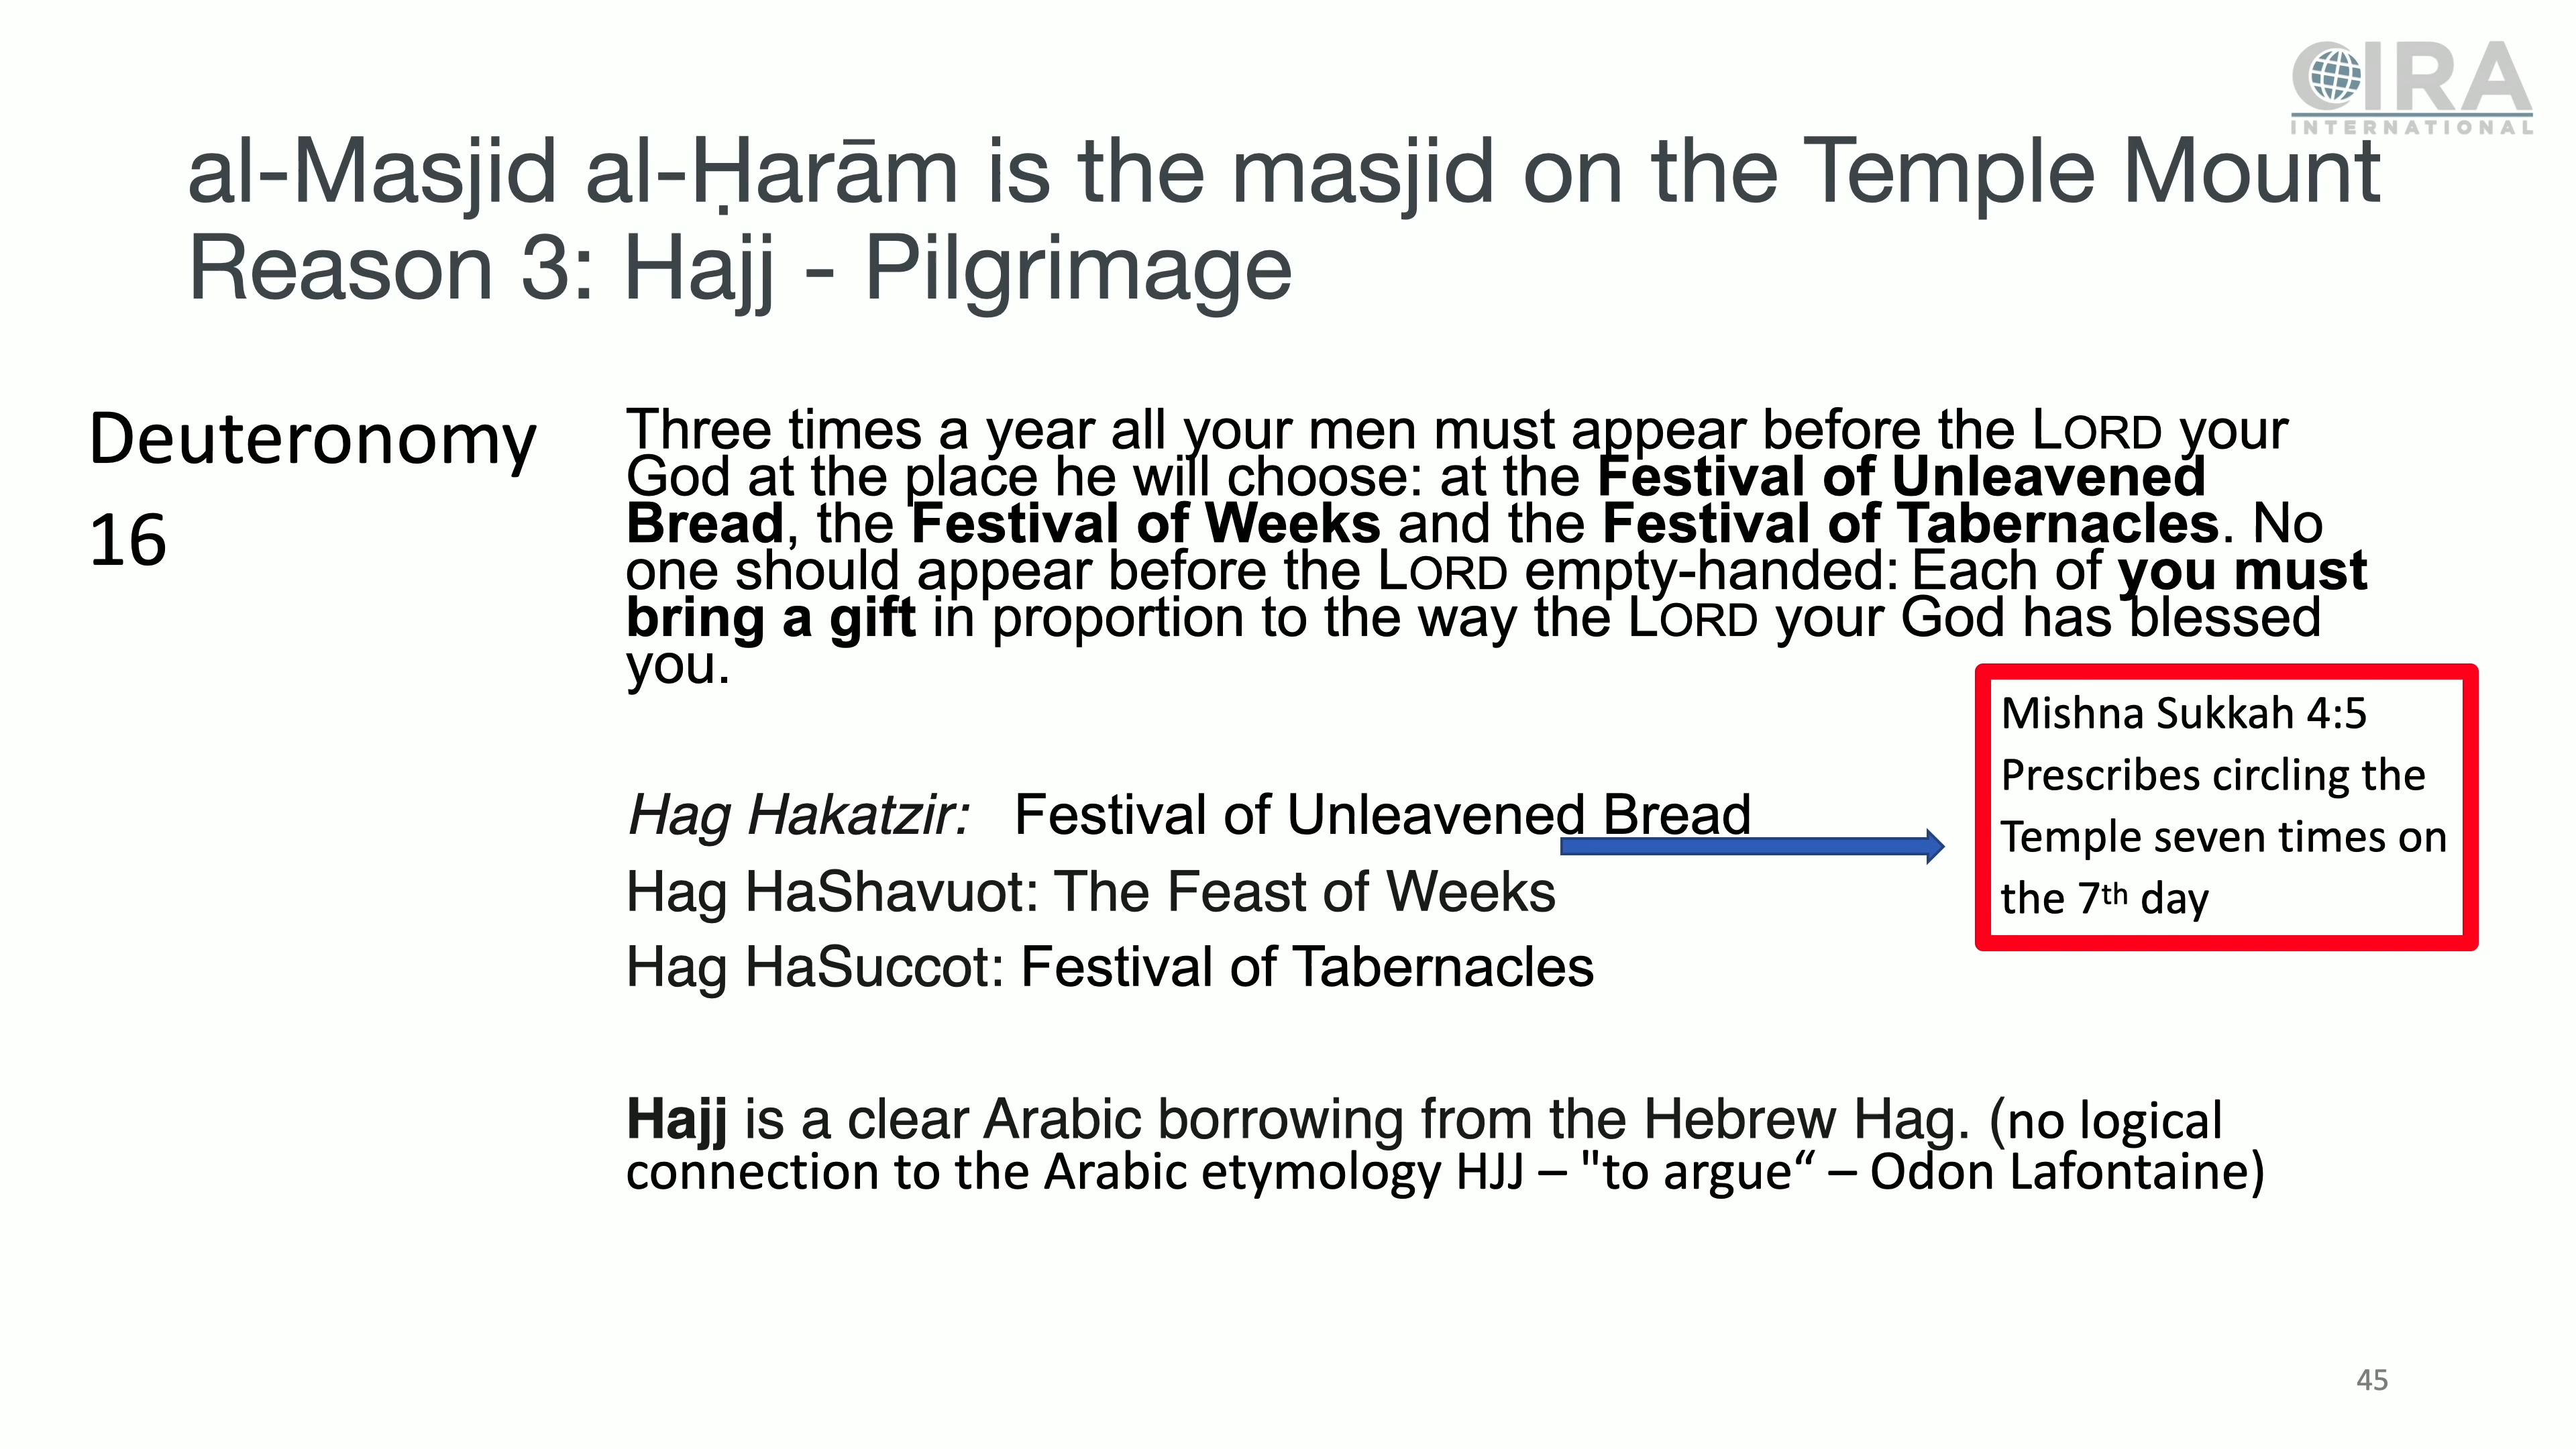 CIRA
INTERNATIONAL
al-Masjid al-Ḥarām is the masjid on the Temple Mount
Reason 3: Hajj - Pilgrimage
Deuteronomy
16
Three times a year all your men must appear before the LORD your
God at the place he will choose: at the Festival of Unleavened
Bread, the Festival of Weeks and the Festival of Tabernacles. No
one should appear before the LORD empty-handed: Each of you must
bring a gift in proportion to the way the LORD your God has blessed
you.
Mishna Sukkah 4:5
Prescribes circling the
Temple seven times on
the 7th day
Hag Hakatzir: Festival of Unleavened Bread
Hag HaShavuot: The Feast of Weeks
Hag HaSuccot: Festival of Tabernacles
Hajj is a clear Arabic borrowing from the Hebrew Hag. (no logical
connection to the Arabic etymology HJJ – "to argue“ – Odon Lafontaine)
45